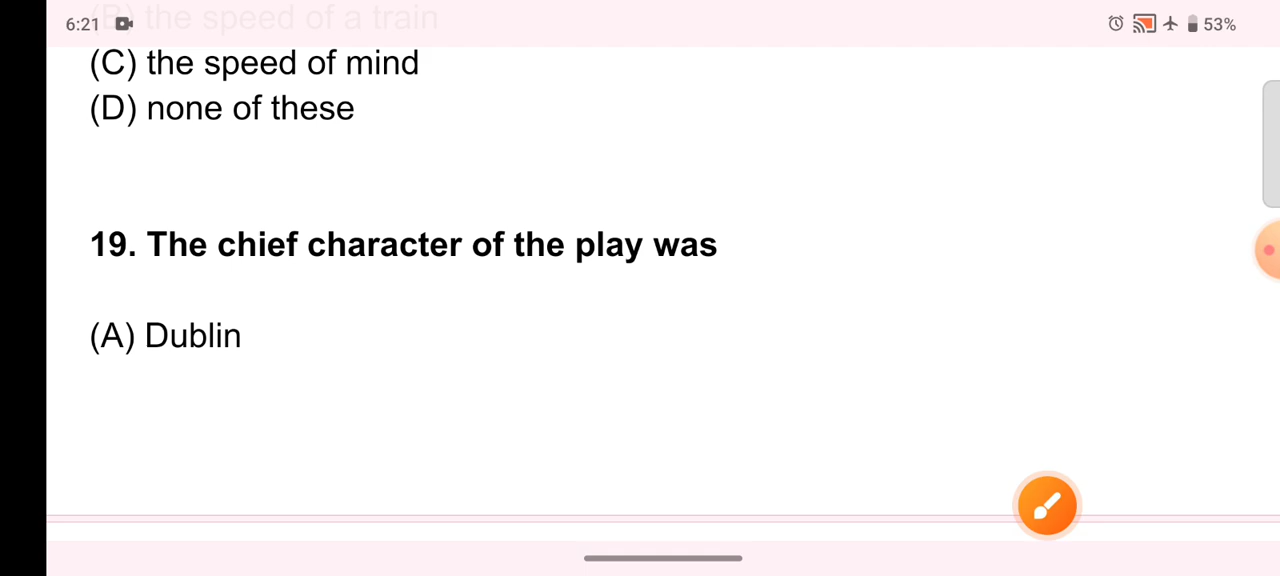 6:21
53%
(B) the speed of a train
(C) the speed of mind
(D) none of these
19. The chief character of the play was
(A) Dublin